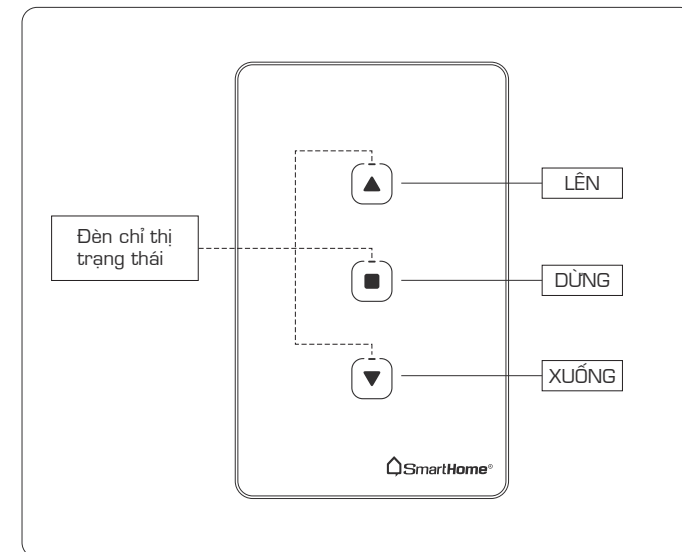 LÊN
Đèn chỉ thị
trạng thái
DỪNG
XUỐNG
SmartHome®